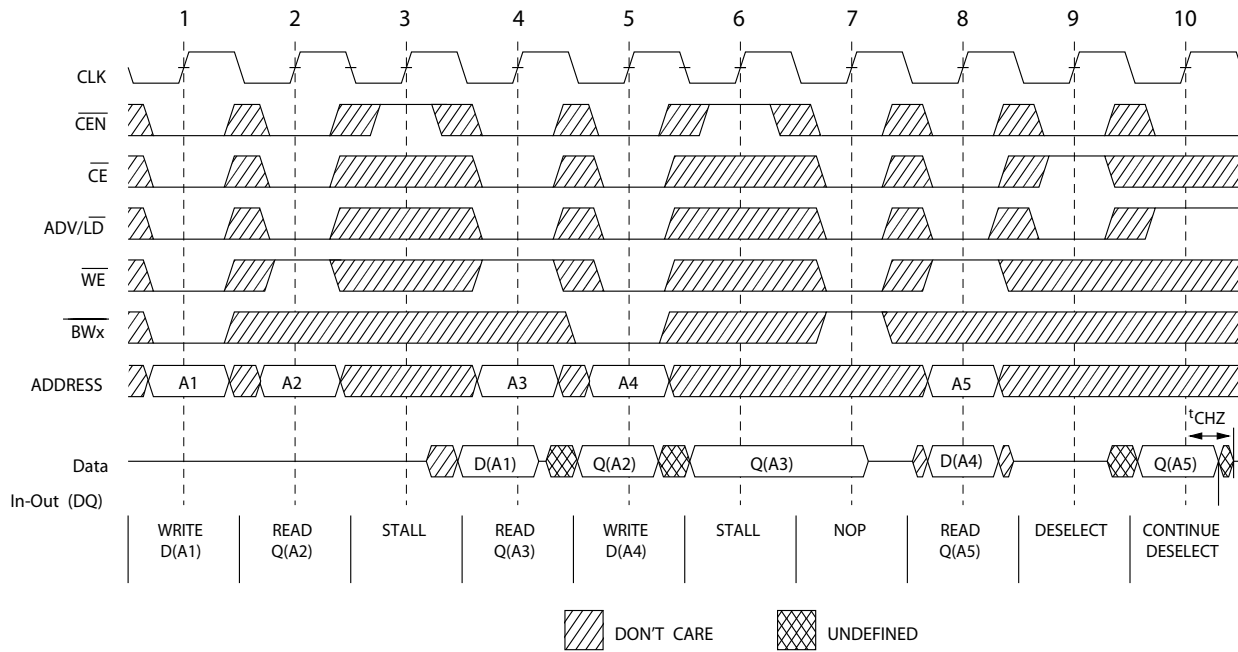 1 2 3 4 5 6 7 8 9 10
CLK
CEN
CE
ADV/LD
WE
BWx
ADDRESS A1 A2 A3 A4 A5
tCHZ
Data D(A1) Q(A2) Q(A3) D(A4) Q(A5)
In-Out (DQ)
WRITE READ STALL READ WRITE STALL NOP READ DESELECT CONTINUE
D(A1) Q(A2) Q(A3) D(A4) Q(A5) DESELECT
DON'T CARE UNDEFINED